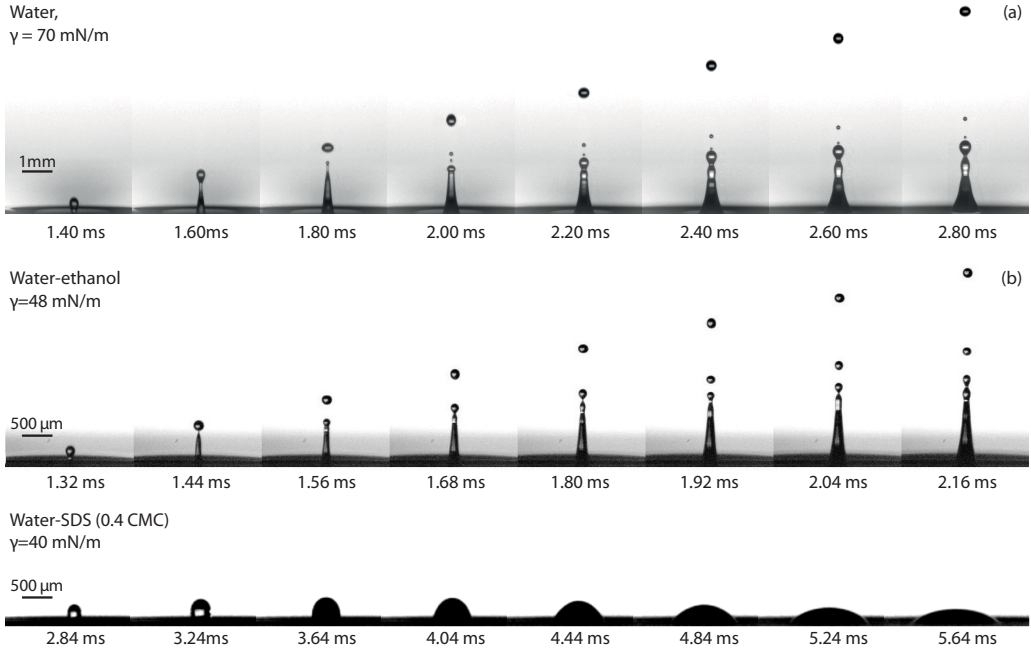 Water,
γ = 70 mN/m
(a)
1mm
1.40 ms 1.60ms 1.80 ms 2.00 ms 2.20 ms 2.40 ms 2.60 ms 2.80 ms
Water-ethanol
γ=48 mN/m
(b)
500 μm
1.32 ms 1.44 ms 1.56 ms 1.68 ms 1.80 ms 1.92 ms 2.04 ms 2.16 ms
Water-SDS (0.4 CMC)
γ=40 mN/m
500 μm
2.84 ms 3.24ms 3.64 ms 4.04 ms 4.44 ms 4.84 ms 5.24 ms 5.64 ms